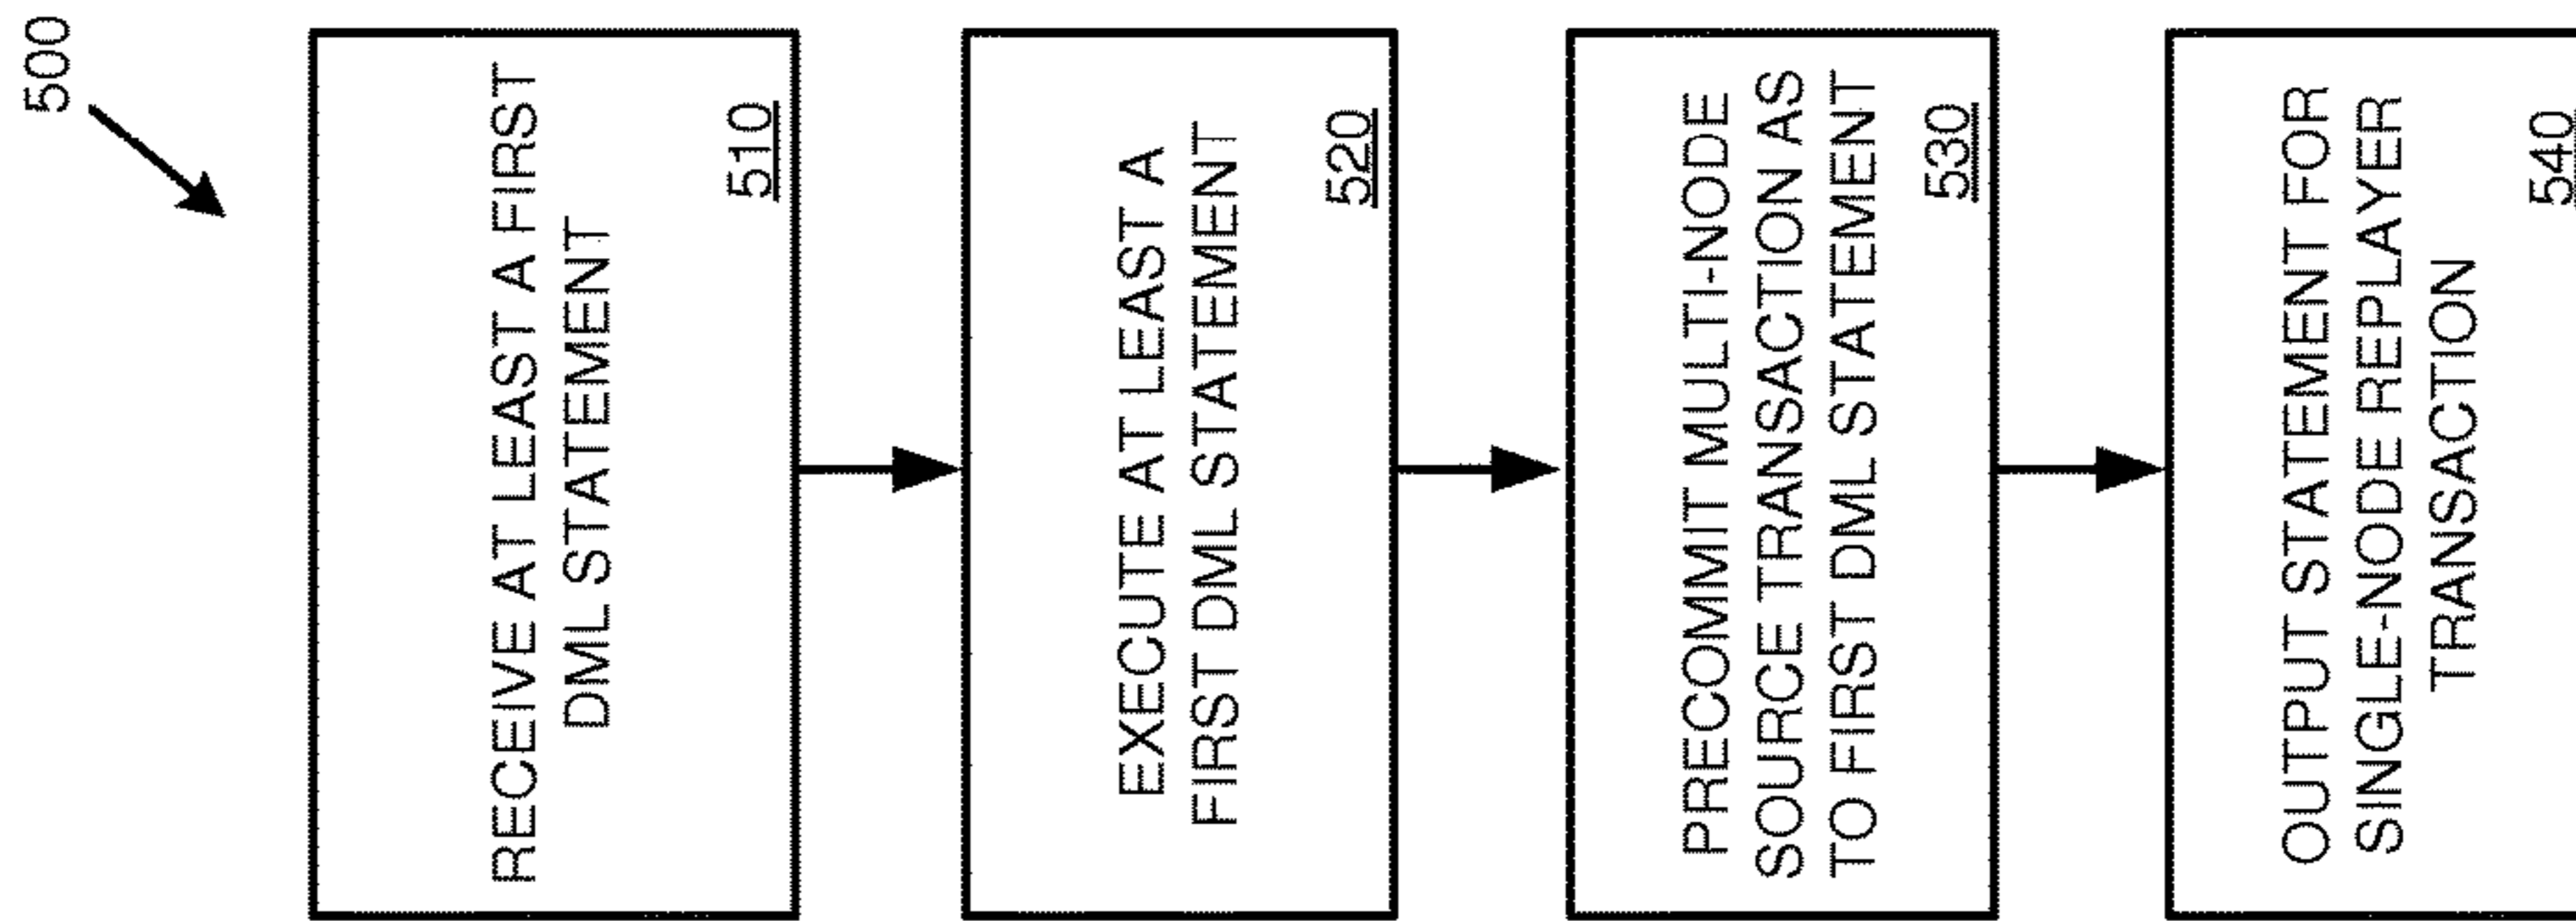 500
RECEIVE AT LEAST A FIRST
DML STATEMENT
510
EXECUTE AT LEAST A
FIRST DML STATEMENT
520
PRECOMMIT MULTI-NODE
SOURCE TRANSACTION AS
TO FIRST DML STATEMENT
530
OUTPUT STATEMENT FOR
SINGLE-NODE REPLAYER
TRANSACTION
540